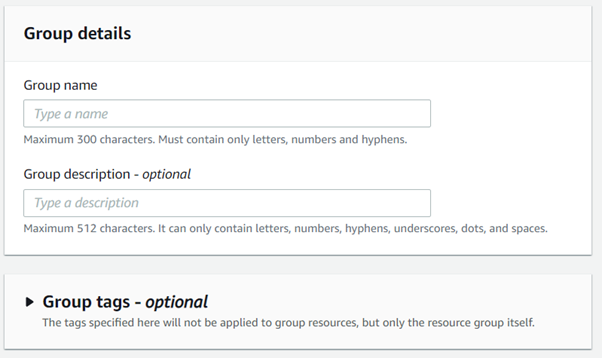 Group details
Group name
Type a name
Maximum 300 characters. Must contain only letters, numbers and hyphens.
Group description - optional
Type a description
Maximum 512 characters. It can only contain letters, numbers, hyphens, underscores, dots, and spaces.
Group tags - optional
The tags specified here will not be applied to group resources, but only the resource group itself.